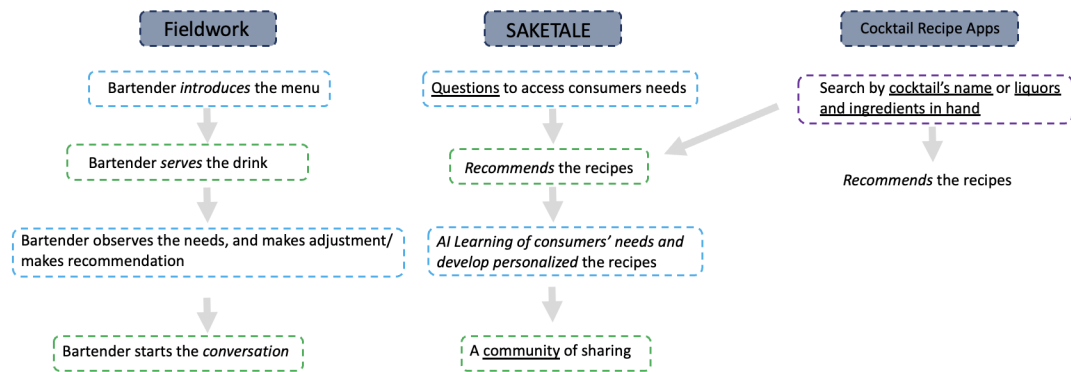 Fieldwork
SAKETALE
Cocktail Recipe Apps
Bartender introduces the menu
Questions to access consumers needs
Search by cocktail's name or liquors
and ingredients in hand
Bartender serves the drink
Recommends the recipes
Recommends the recipes
Bartender observes the needs, and makes adjustment/
makes recommendation
AI Learning of consumers' needs and
develop personalized the recipes
Bartender starts the conversation
A community of sharing